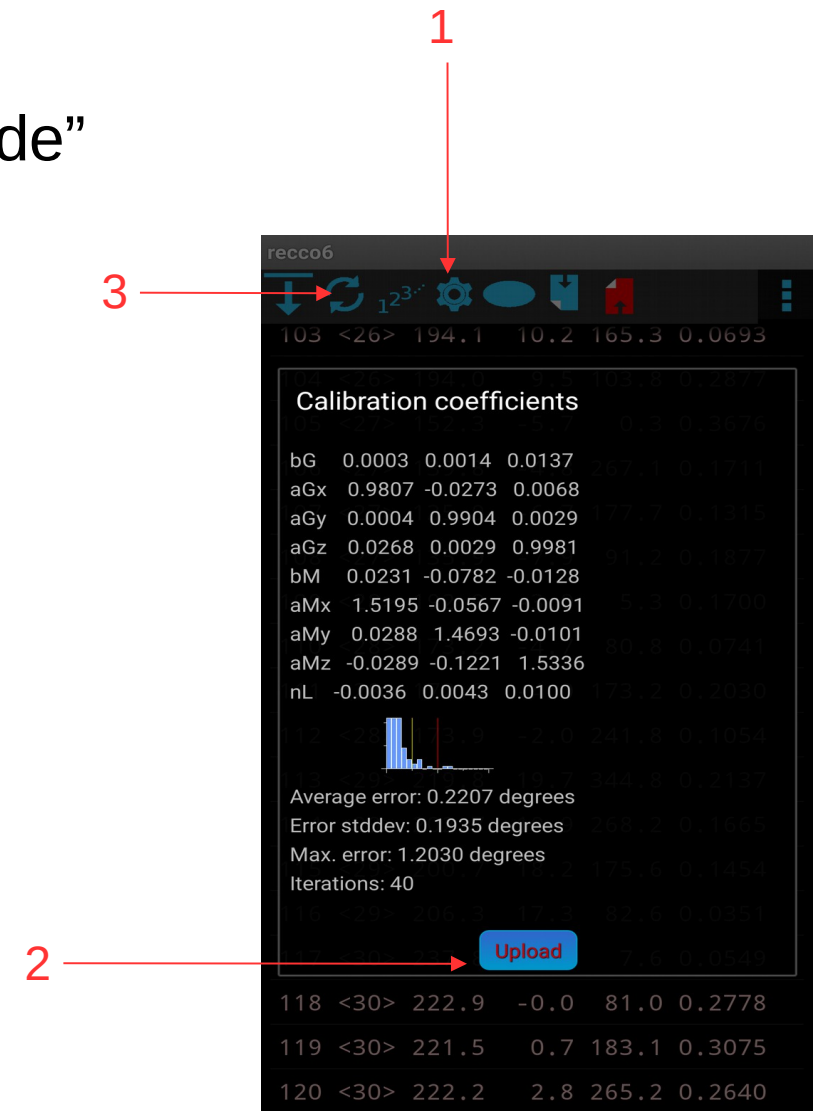 1
de”
recco6
3
123...
103 <26> 194.1 10.2 165.3 0.0693
Calibration coefficients
bG 0.0003 0.0014 0.0137
aGx 0.9807 -0.0273 0.0068
aGy 0.0004 0.9904 0.0029
aGz 0.0268 0.0029 0.9981
bM 0.0231 -0.0782 -0.0128
aMx 1.5195 -0.0567 -0.0091
aMy 0.0288 1.4693 -0.0101
aMz -0.0289 -0.1221 1.5336
nL -0.0036 0.0043 0.0100
Average error: 0.2207 degrees
Error stddev: 0.1935 degrees
Max. error: 1.2030 degrees
Iterations: 40
2
Upload
118 <30> 222.9 -0.0 81.0 0.2778
119 <30> 221.5 0.7 183.1 0.3075
120 <30> 222.2 2.8 265.2 0.2640